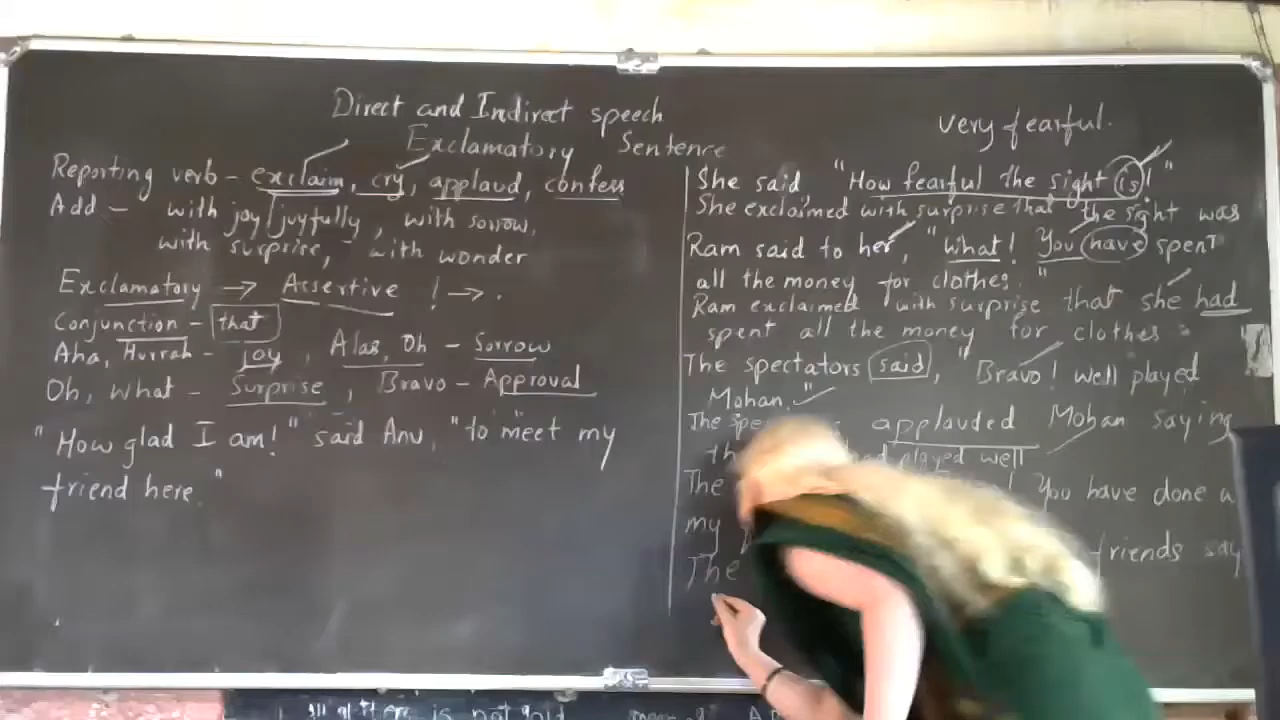 Direct and Indirect speech
Exclamatory Sentence
Reporting verb - exclaim, cry, applaud, confess
Add - with joy/joyfully, with sorrow,
with surprise, with wonder
Exclamatory → Assertive ! → .
Conjunction - that
Aha, Hurrah - joy, Alas, Oh - Sorrow
Oh, What - Surprise, Bravo - Approval
"How glad I am!" said Anu, "to meet my
friend here."
very fearful.
She said, "How fearful the sight is!"
She exclaimed with surprise that the sight was
Ram said to her, "What! You have spent
all the money for clothes."
Ram exclaimed with surprise that she had
spent all the money for clothes.
The spectators said, "Bravo! well played
Mohan."
The applauded Mohan saying
played well
The ! You have done
my
friends
The
is not gold